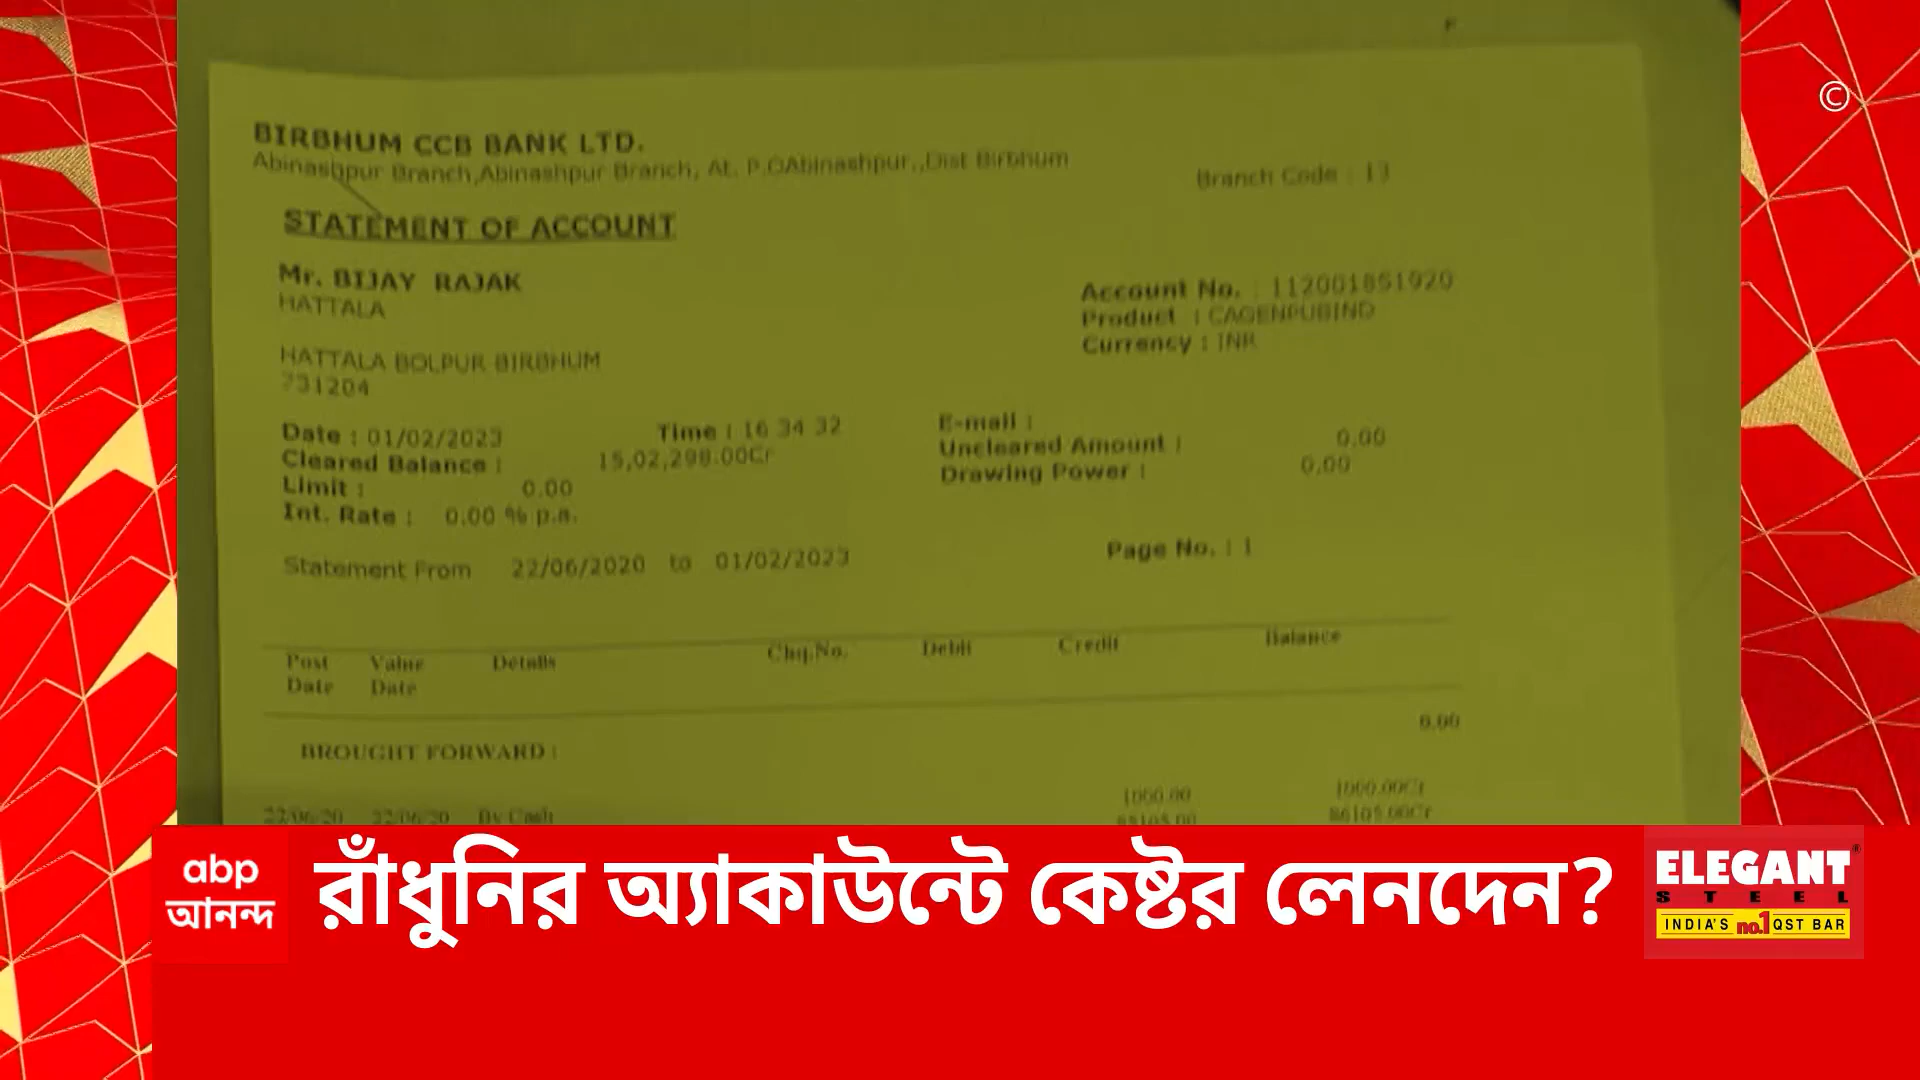 ©
BIRBHUM CCB BANK LTD.
Abinashpur Branch,Abinashpur Branch, At. P.OAbinashpur.,Dist Birbhum
Branch Code : 13
STATEMENT OF ACCOUNT
Mr. BIJAY RAJAK
HATTALA
HATTALA BOLPUR BIRBHUM
731204
Account No. : 112001851920
Product : CAGENPUBIND
Currency : INR
Date : 01/02/2023 Time : 16 34 32
Cleared Balance : 15,02,298.00Cr
Limit : 0.00
Int. Rate : 0.00 % p.a.
E-mail :
Uncleared Amount : 0.00
Drawing Power : 0.00
Statement From 22/06/2020 to 01/02/2023
Page No. : 1
Post Date Value Date Details Chq.No. Debit Credit Balance
0.00
BROUGHT FORWARD :
1000.00 1000.00Cr
22/06/20 22/06/20 By Cash 86105.00Cr
abp
আনন্দ
রাঁধুনির অ্যাকাউন্টে কেষ্টর লেনদেন?
ELEGANT
STEEL
INDIA'S no.1 QST BAR